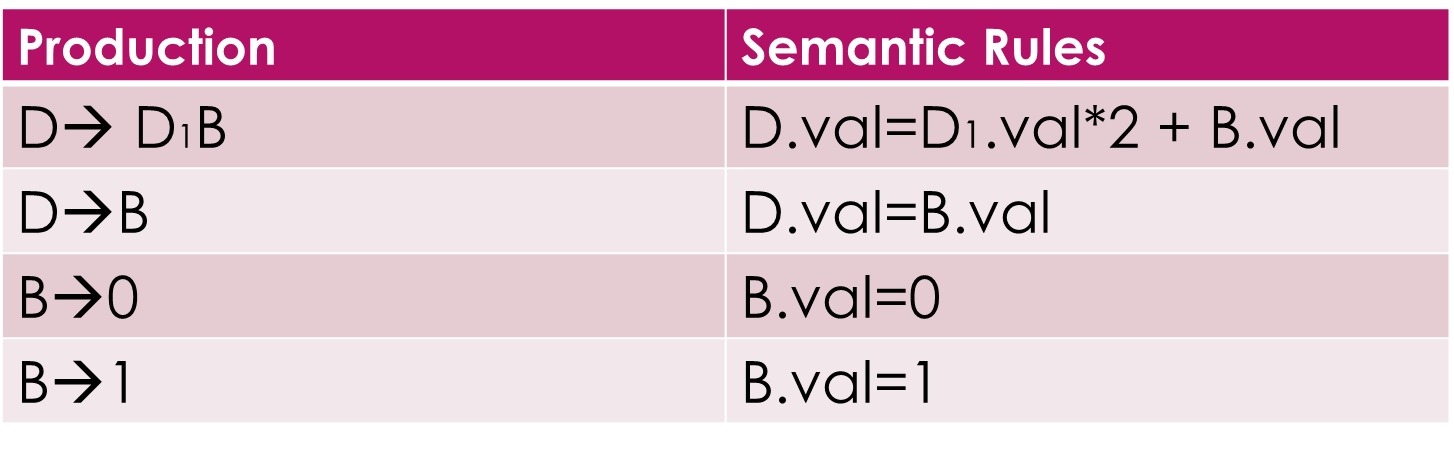 Production Semantic Rules
D→ D₁B D.val=D₁.val*2 + B.val
D→B D.val=B.val
B→0 B.val=0
B→1 B.val=1